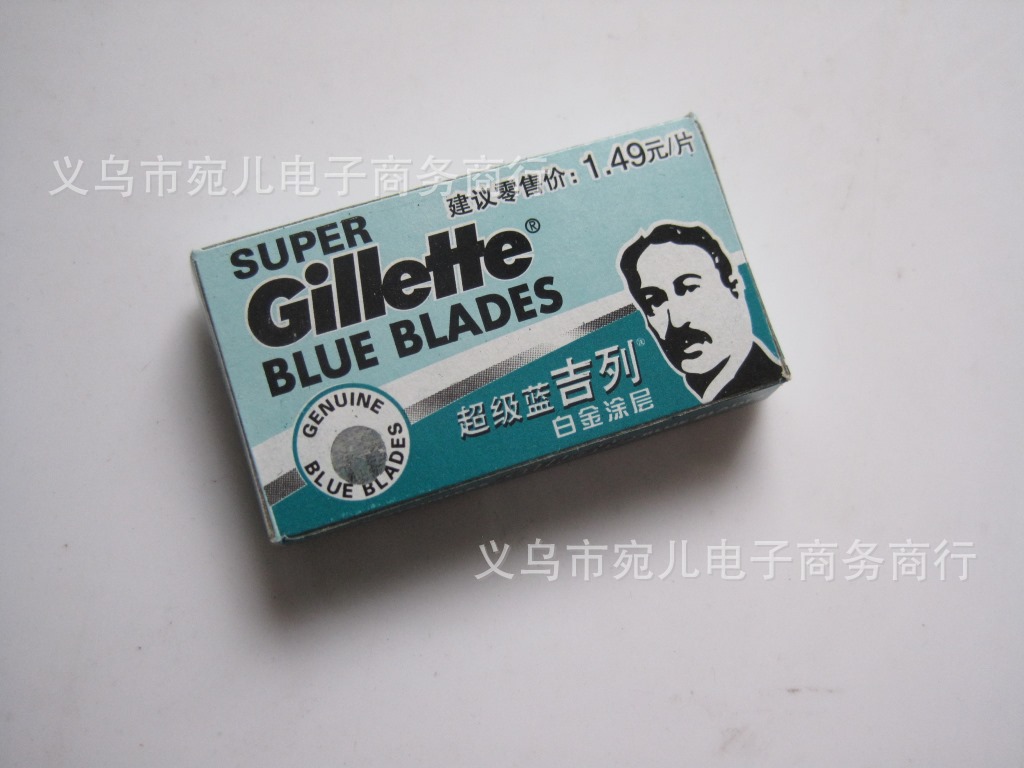 义乌市宛儿电子商务商行
建议零售价：1.49元/片
SUPER
Gillette®
BLUE BLADES
超级蓝吉列®
白金涂层
GENUINE
BLUE BLADES
义乌市宛儿电子商务商行